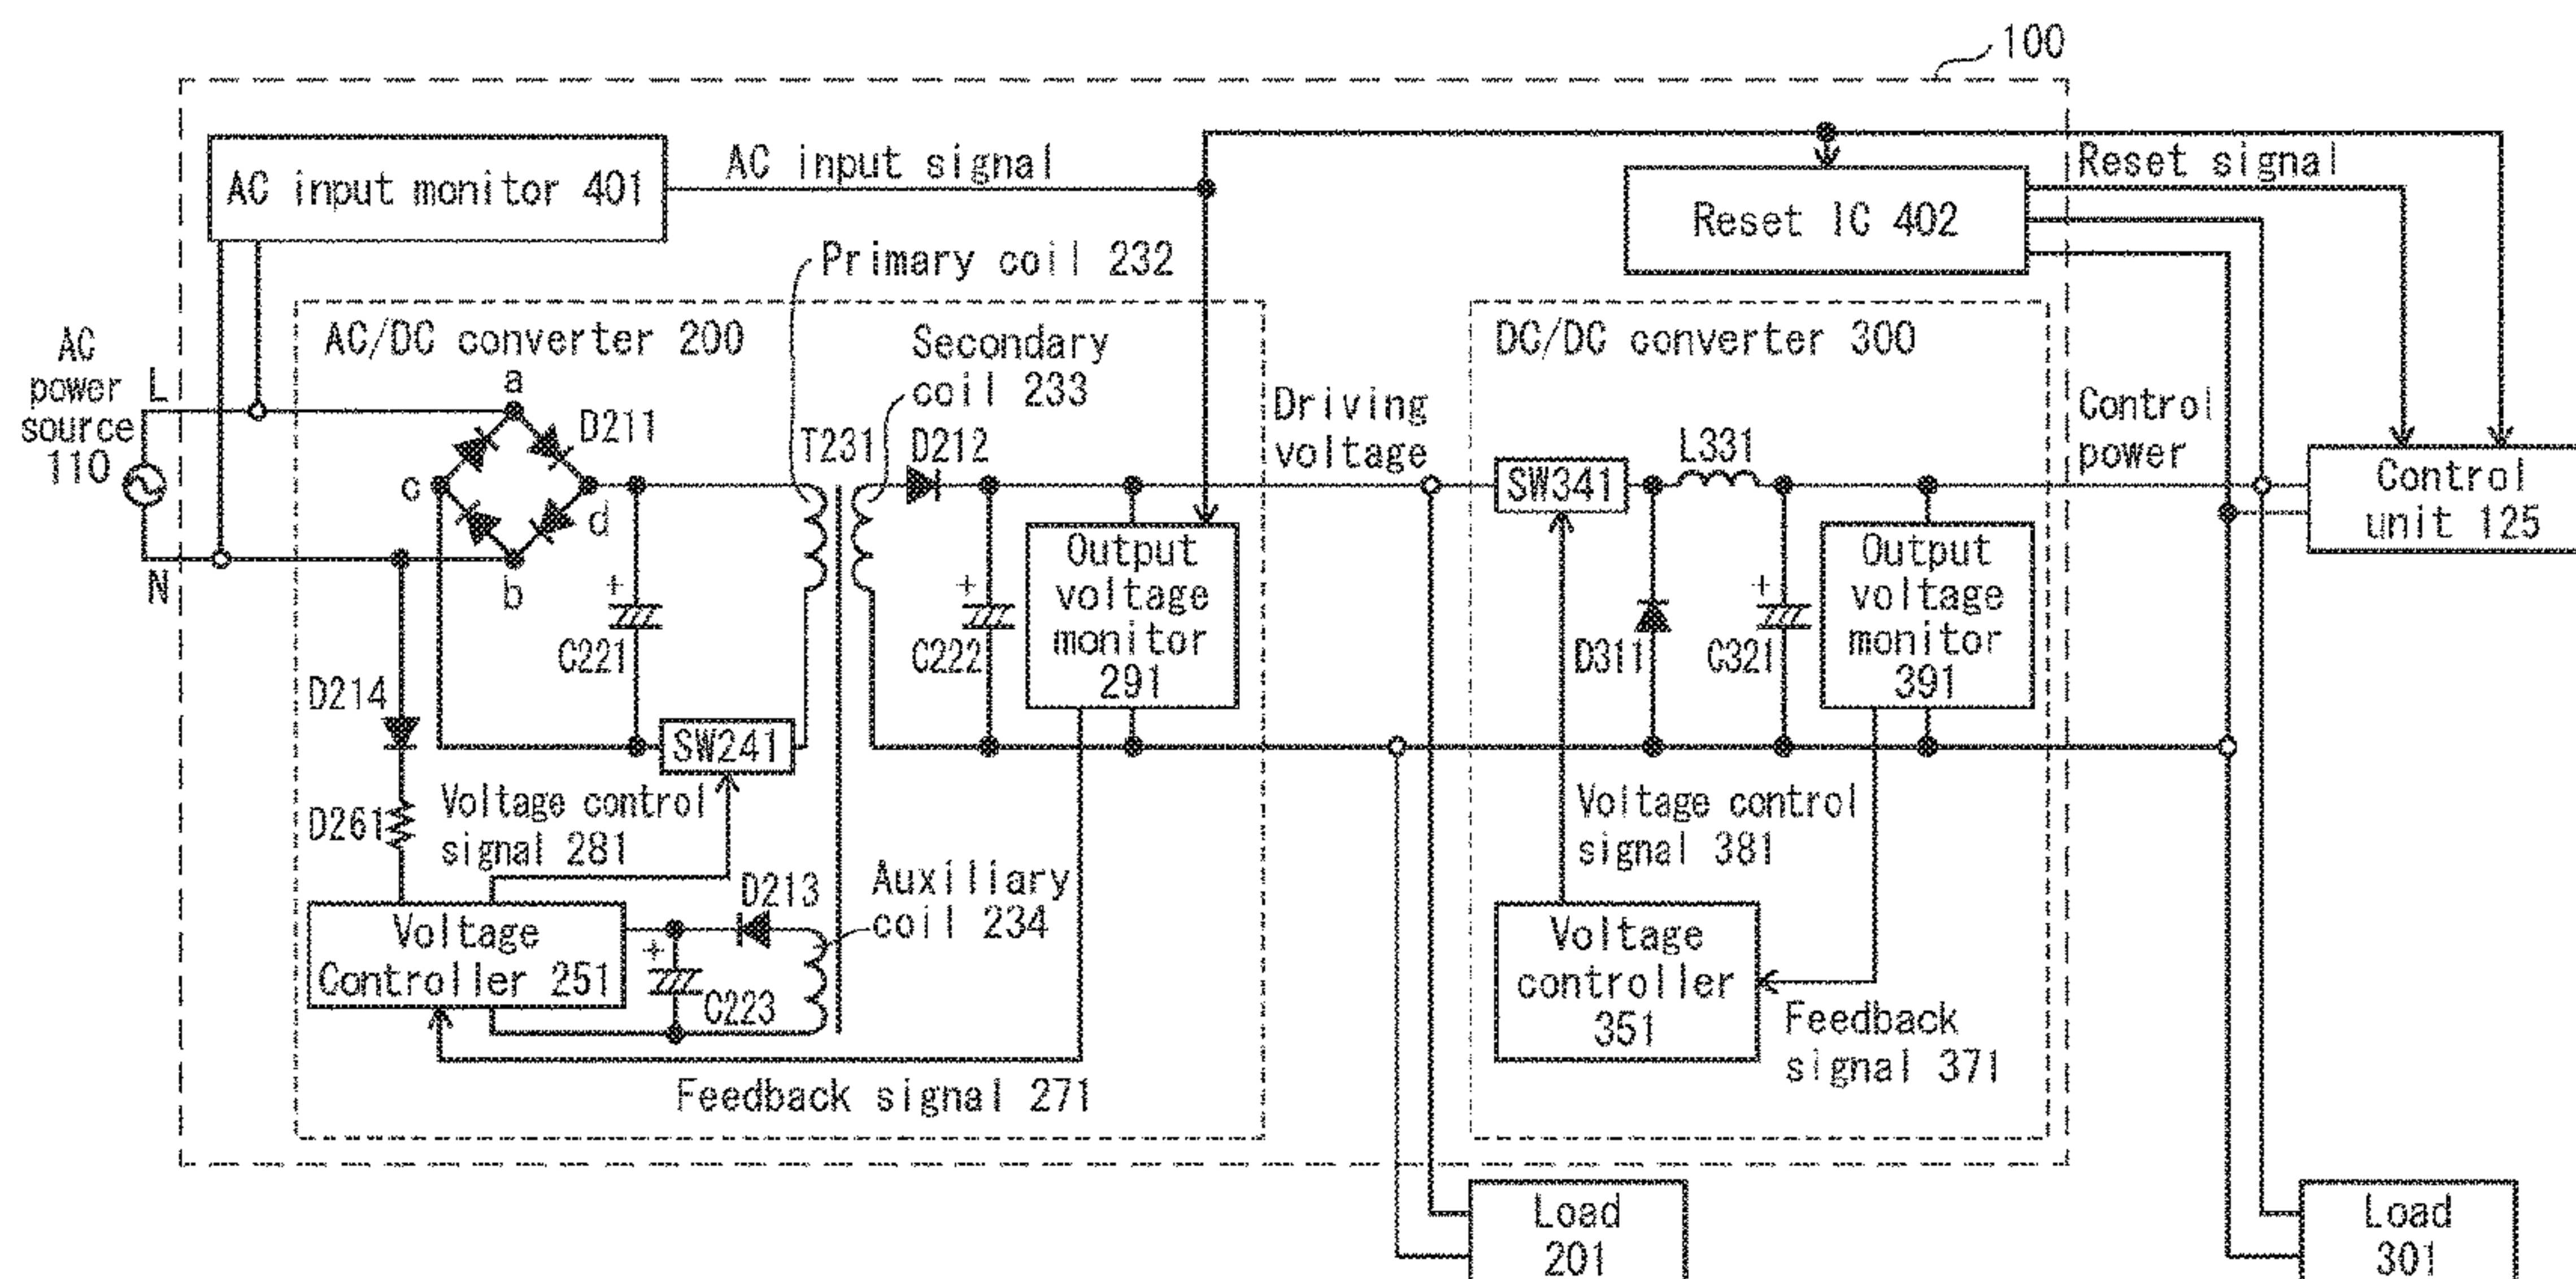 100
AC input monitor 401
AC input signal
Reset signal
Reset IC 402
Primary coil 232
AC/DC converter 200
Secondary
coil 233
DC/DC converter 300
AC
power
source
110
L
N
a
b
c
d
D211
T231
D212
Driving
voltage
SW341
L331
Control
power
Control
unit 125
+
C221
+
C222
Output
voltage
monitor
291
D311
+
C321
Output
voltage
monitor
391
D214
SW241
D261
Voltage control
signal 281
Voltage control
signal 381
D213
Auxiliary
coil 234
Voltage
Controller 251
+
C223
Voltage
controller
351
Feedback
signal 371
Feedback signal 271
Load
201
Load
301